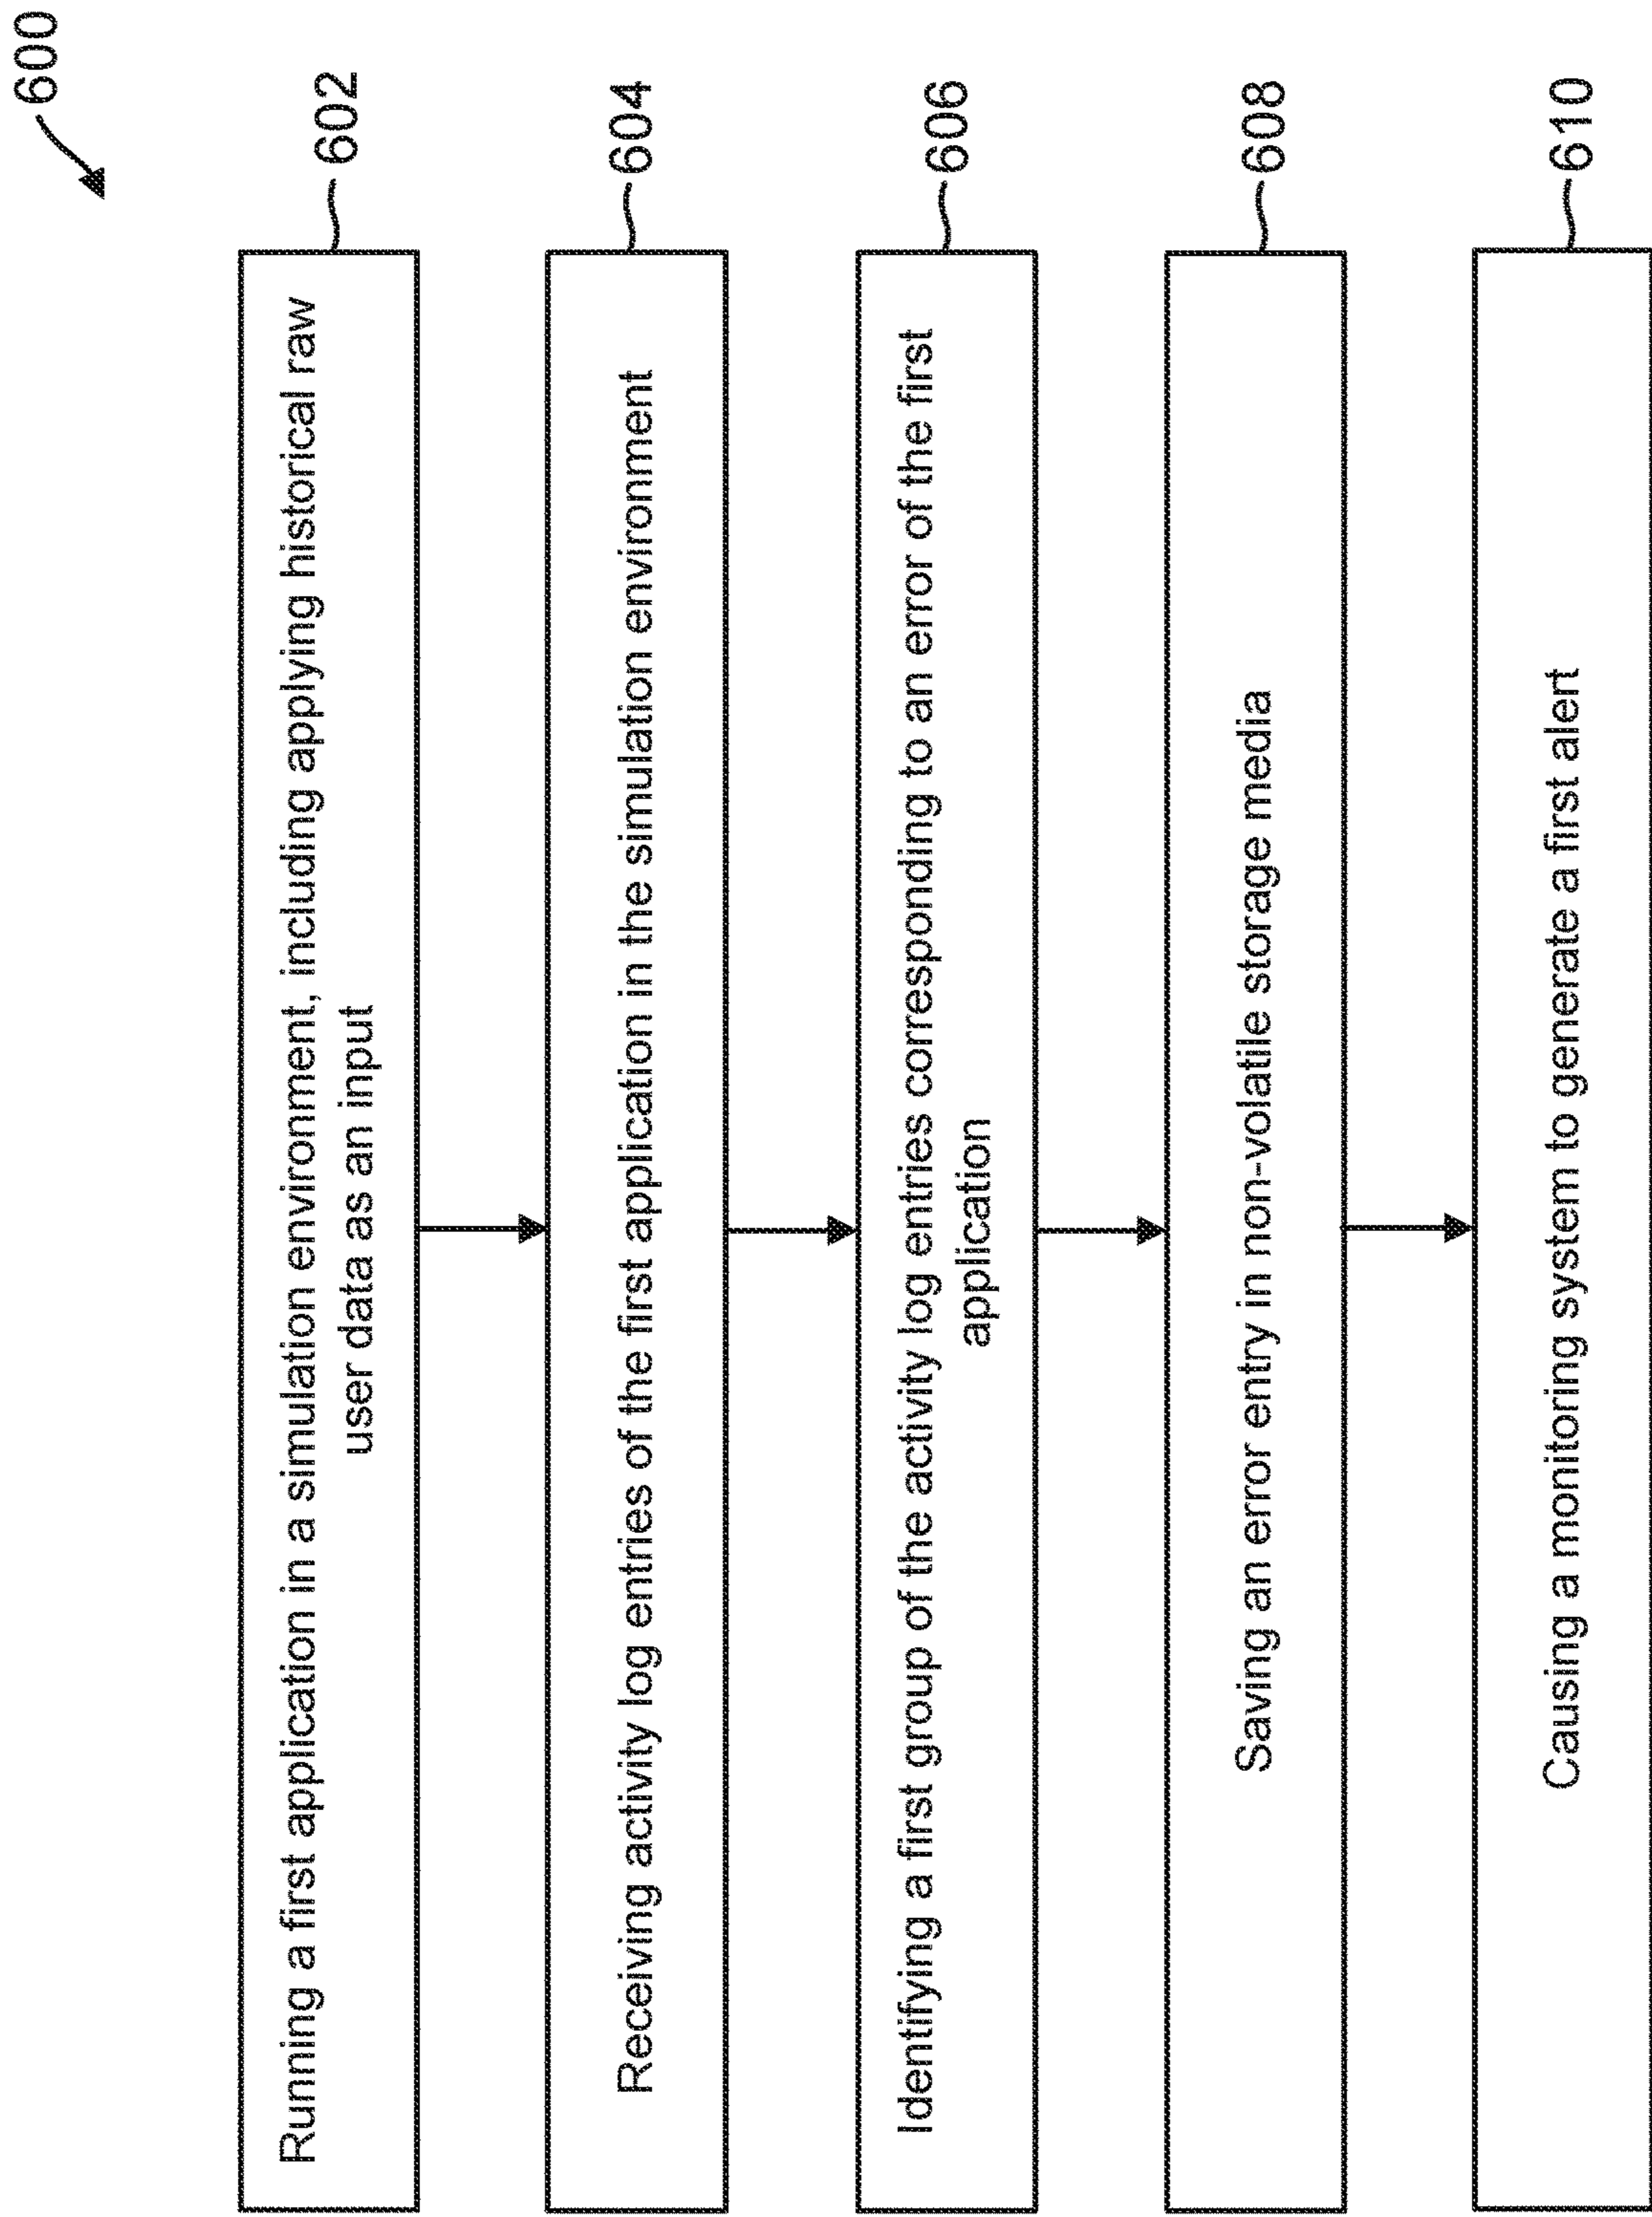 600
Running a first application in a simulation environment, including applying historical raw
user data as an input
602
Receiving activity log entries of the first application in the simulation environment
604
Identifying a first group of the activity log entries corresponding to an error of the first
application
606
Saving an error entry in non-volatile storage media
608
Causing a monitoring system to generate a first alert
610